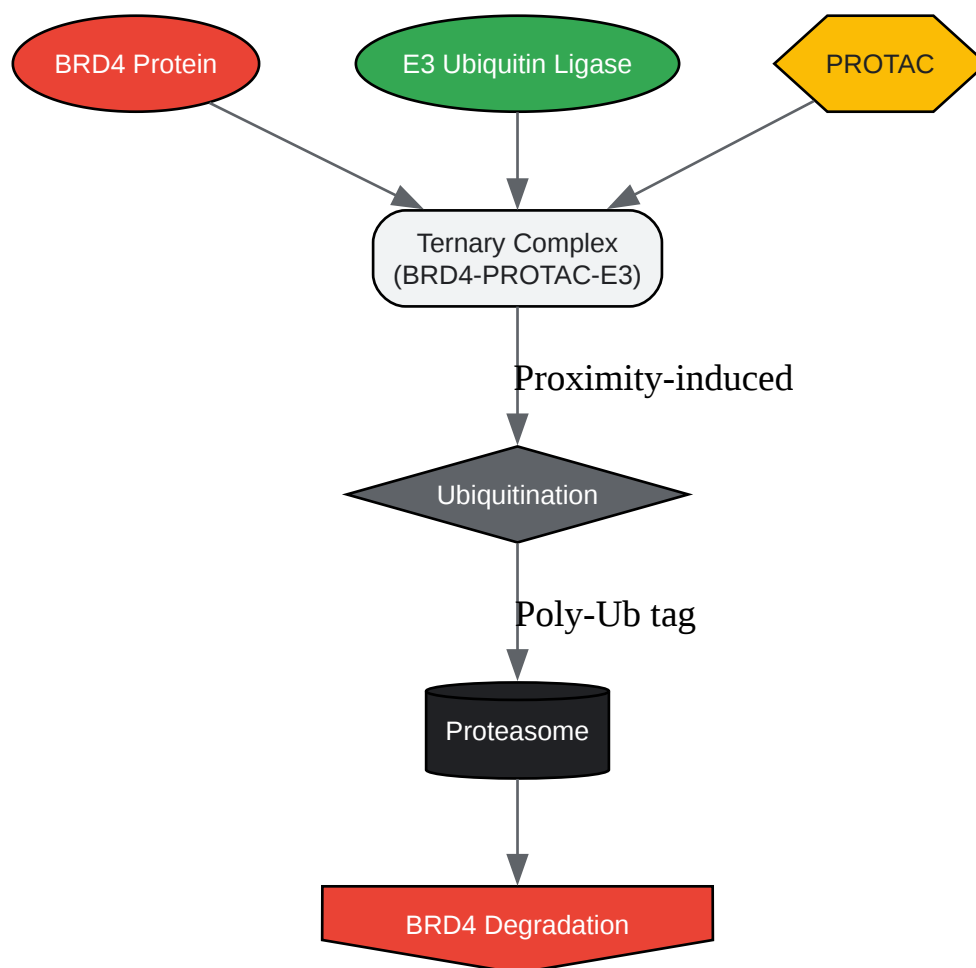 BRD4 Protein
E3 Ubiquitin Ligase
PROTAC
Ternary Complex
(BRD4-PROTAC-E3)
Proximity-induced
Ubiquitination
Poly-Ub tag
Proteasome
BRD4 Degradation